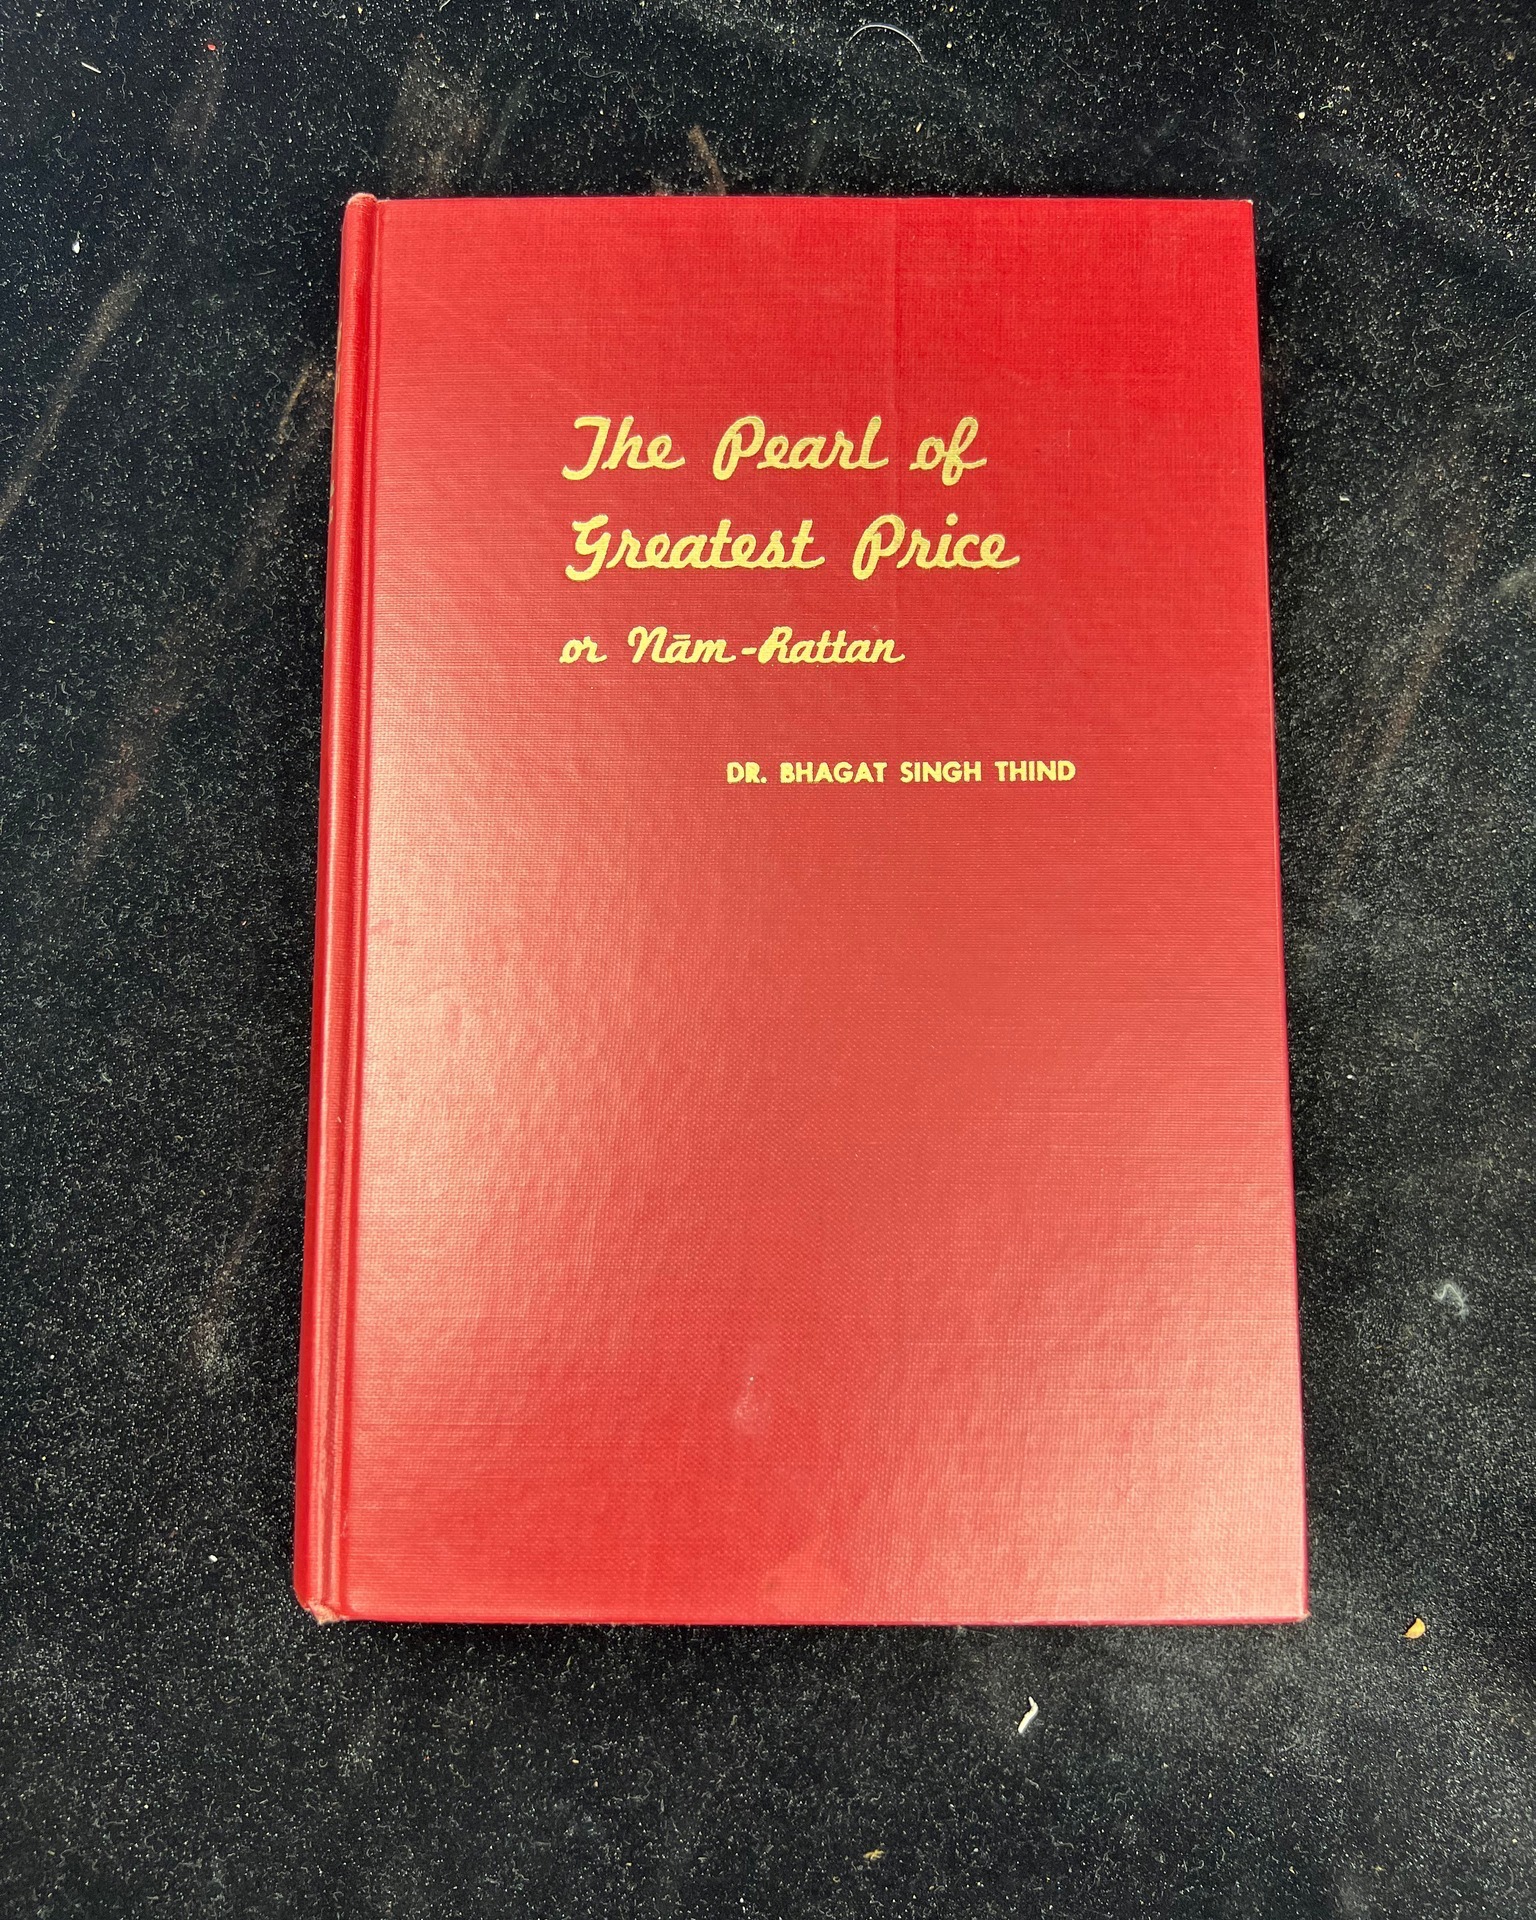 The Pearl of
Greatest Price
or Nām-Rattan
DR. BHAGAT SINGH THIND